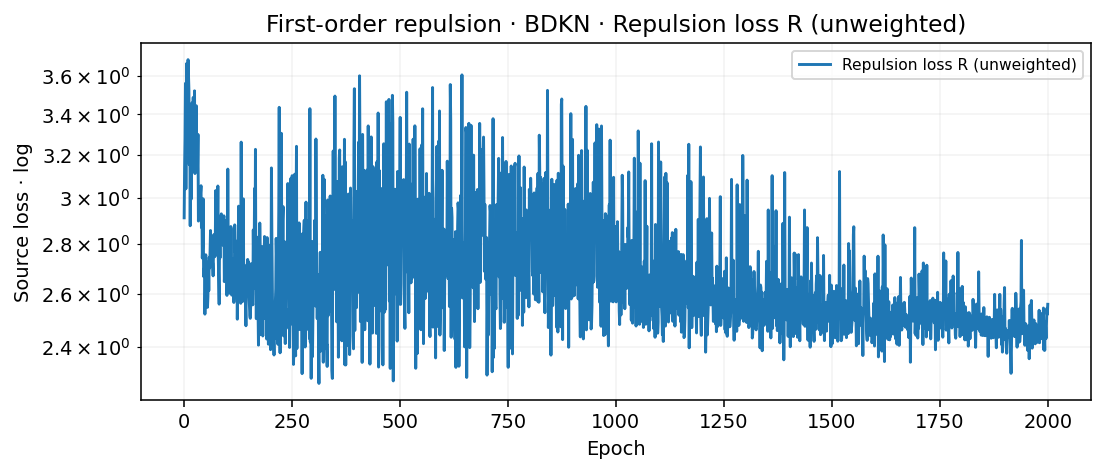 First-order repulsion · BDKN · Repulsion loss R (unweighted)
Repulsion loss R (unweighted)
Source loss · log
3.6 × 10⁰
3.4 × 10⁰
3.2 × 10⁰
3 × 10⁰
2.8 × 10⁰
2.6 × 10⁰
2.4 × 10⁰
0 250 500 750 1000 1250 1500 1750 2000
Epoch